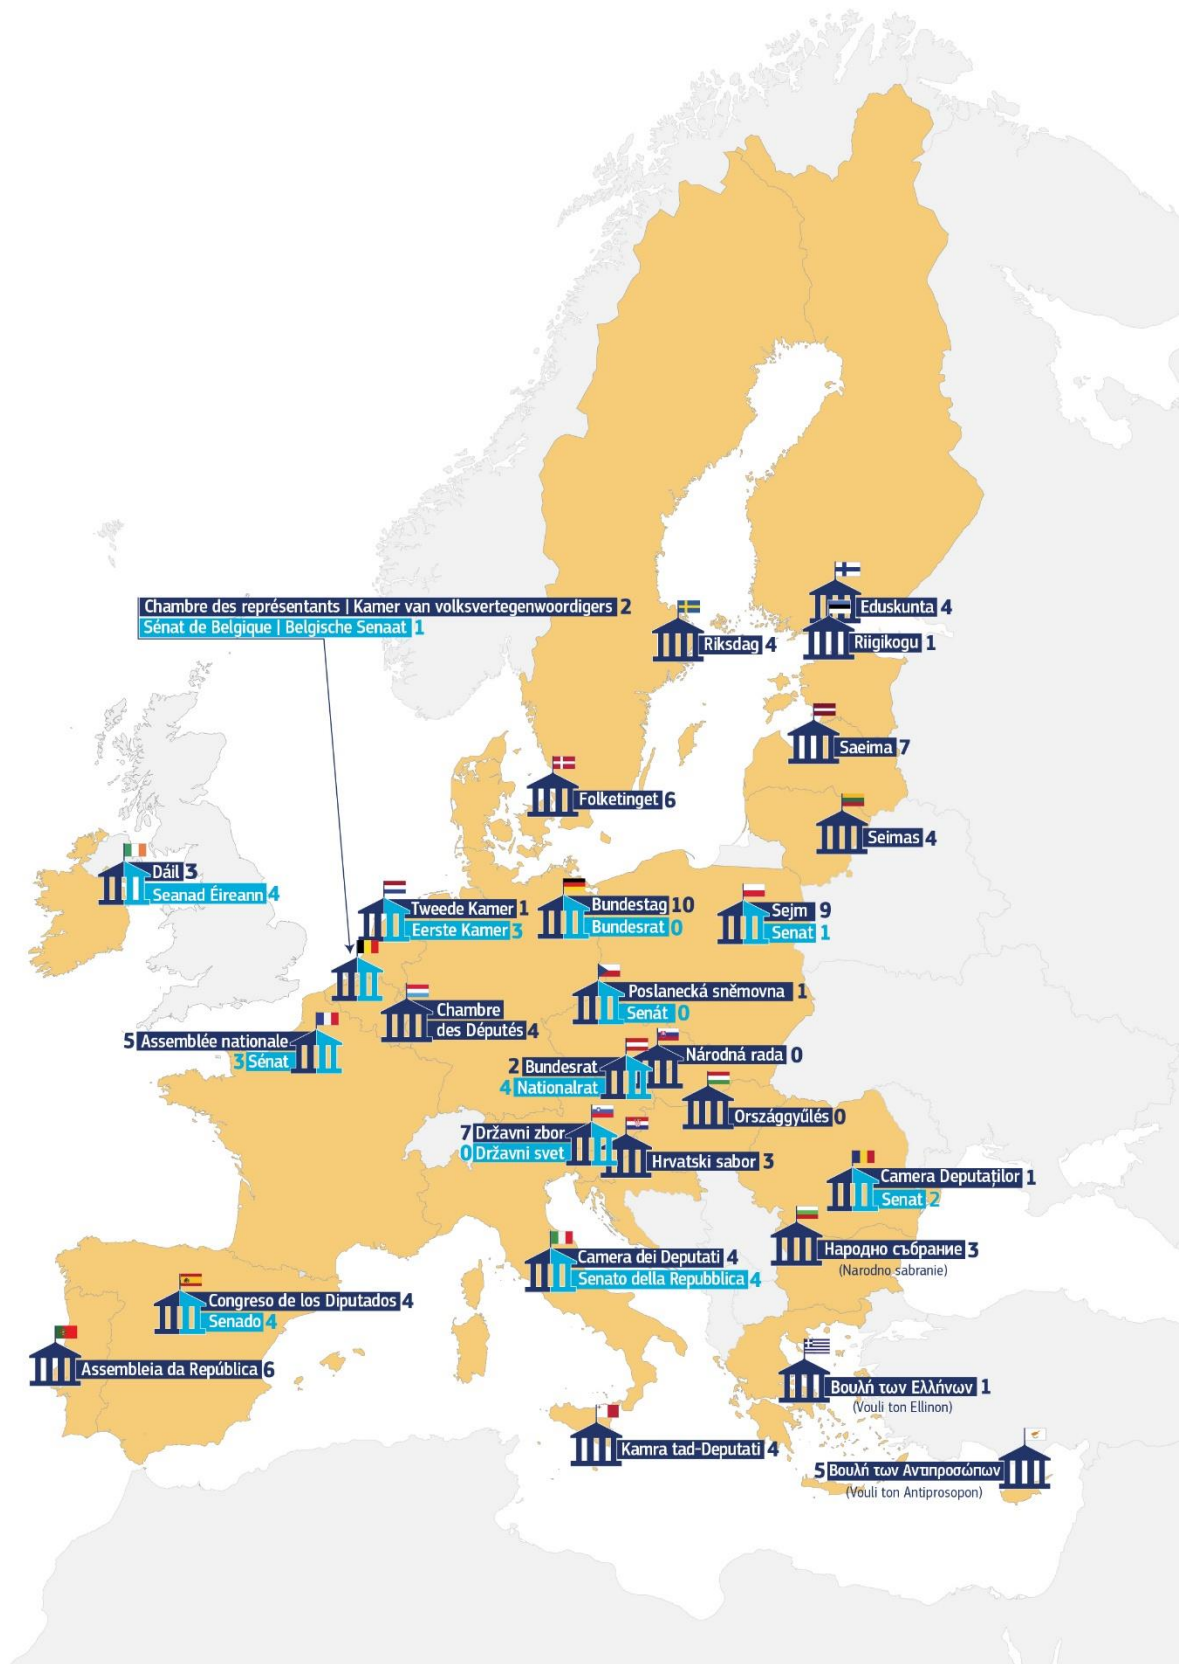 Chambre des représentants | Kamer van volksvertegenwoordigers 2
Sénat de Belgique | Belgische Senaat 1
Eduskunta 4
Riksdag 4
Riigikogu 1
Saeima 7
Folketinget 6
Seimas 4
Dáil 3
Seanad Éireann 4
Tweede Kamer 1
Eerste Kamer 3
Bundestag 10
Bundesrat 0
Sejm 9
Senat 1
Poslanecká sněmovna 1
Senát 0
Chambre
des Députés 4
5 Assemblée nationale
3 Sénat
Národná rada 0
2 Bundesrat
4 Nationalrat
Országgyűlés 0
7 Državni zbor
0 Državni svet
Hrvatski sabor 3
Camera Deputaților 1
Senat 2
Народно събрание 3
(Narodno sabranie)
Camera dei Deputati 4
Senato della Repubblica 4
Congreso de los Diputados 4
Senado 4
Assembleia da República 6
Βουλή των Ελλήνων 1
(Vouli ton Ellinon)
Kamra tad-Deputati 4
5 Βουλή των Αντιπροσώπων
(Vouli ton Antiprosopon)